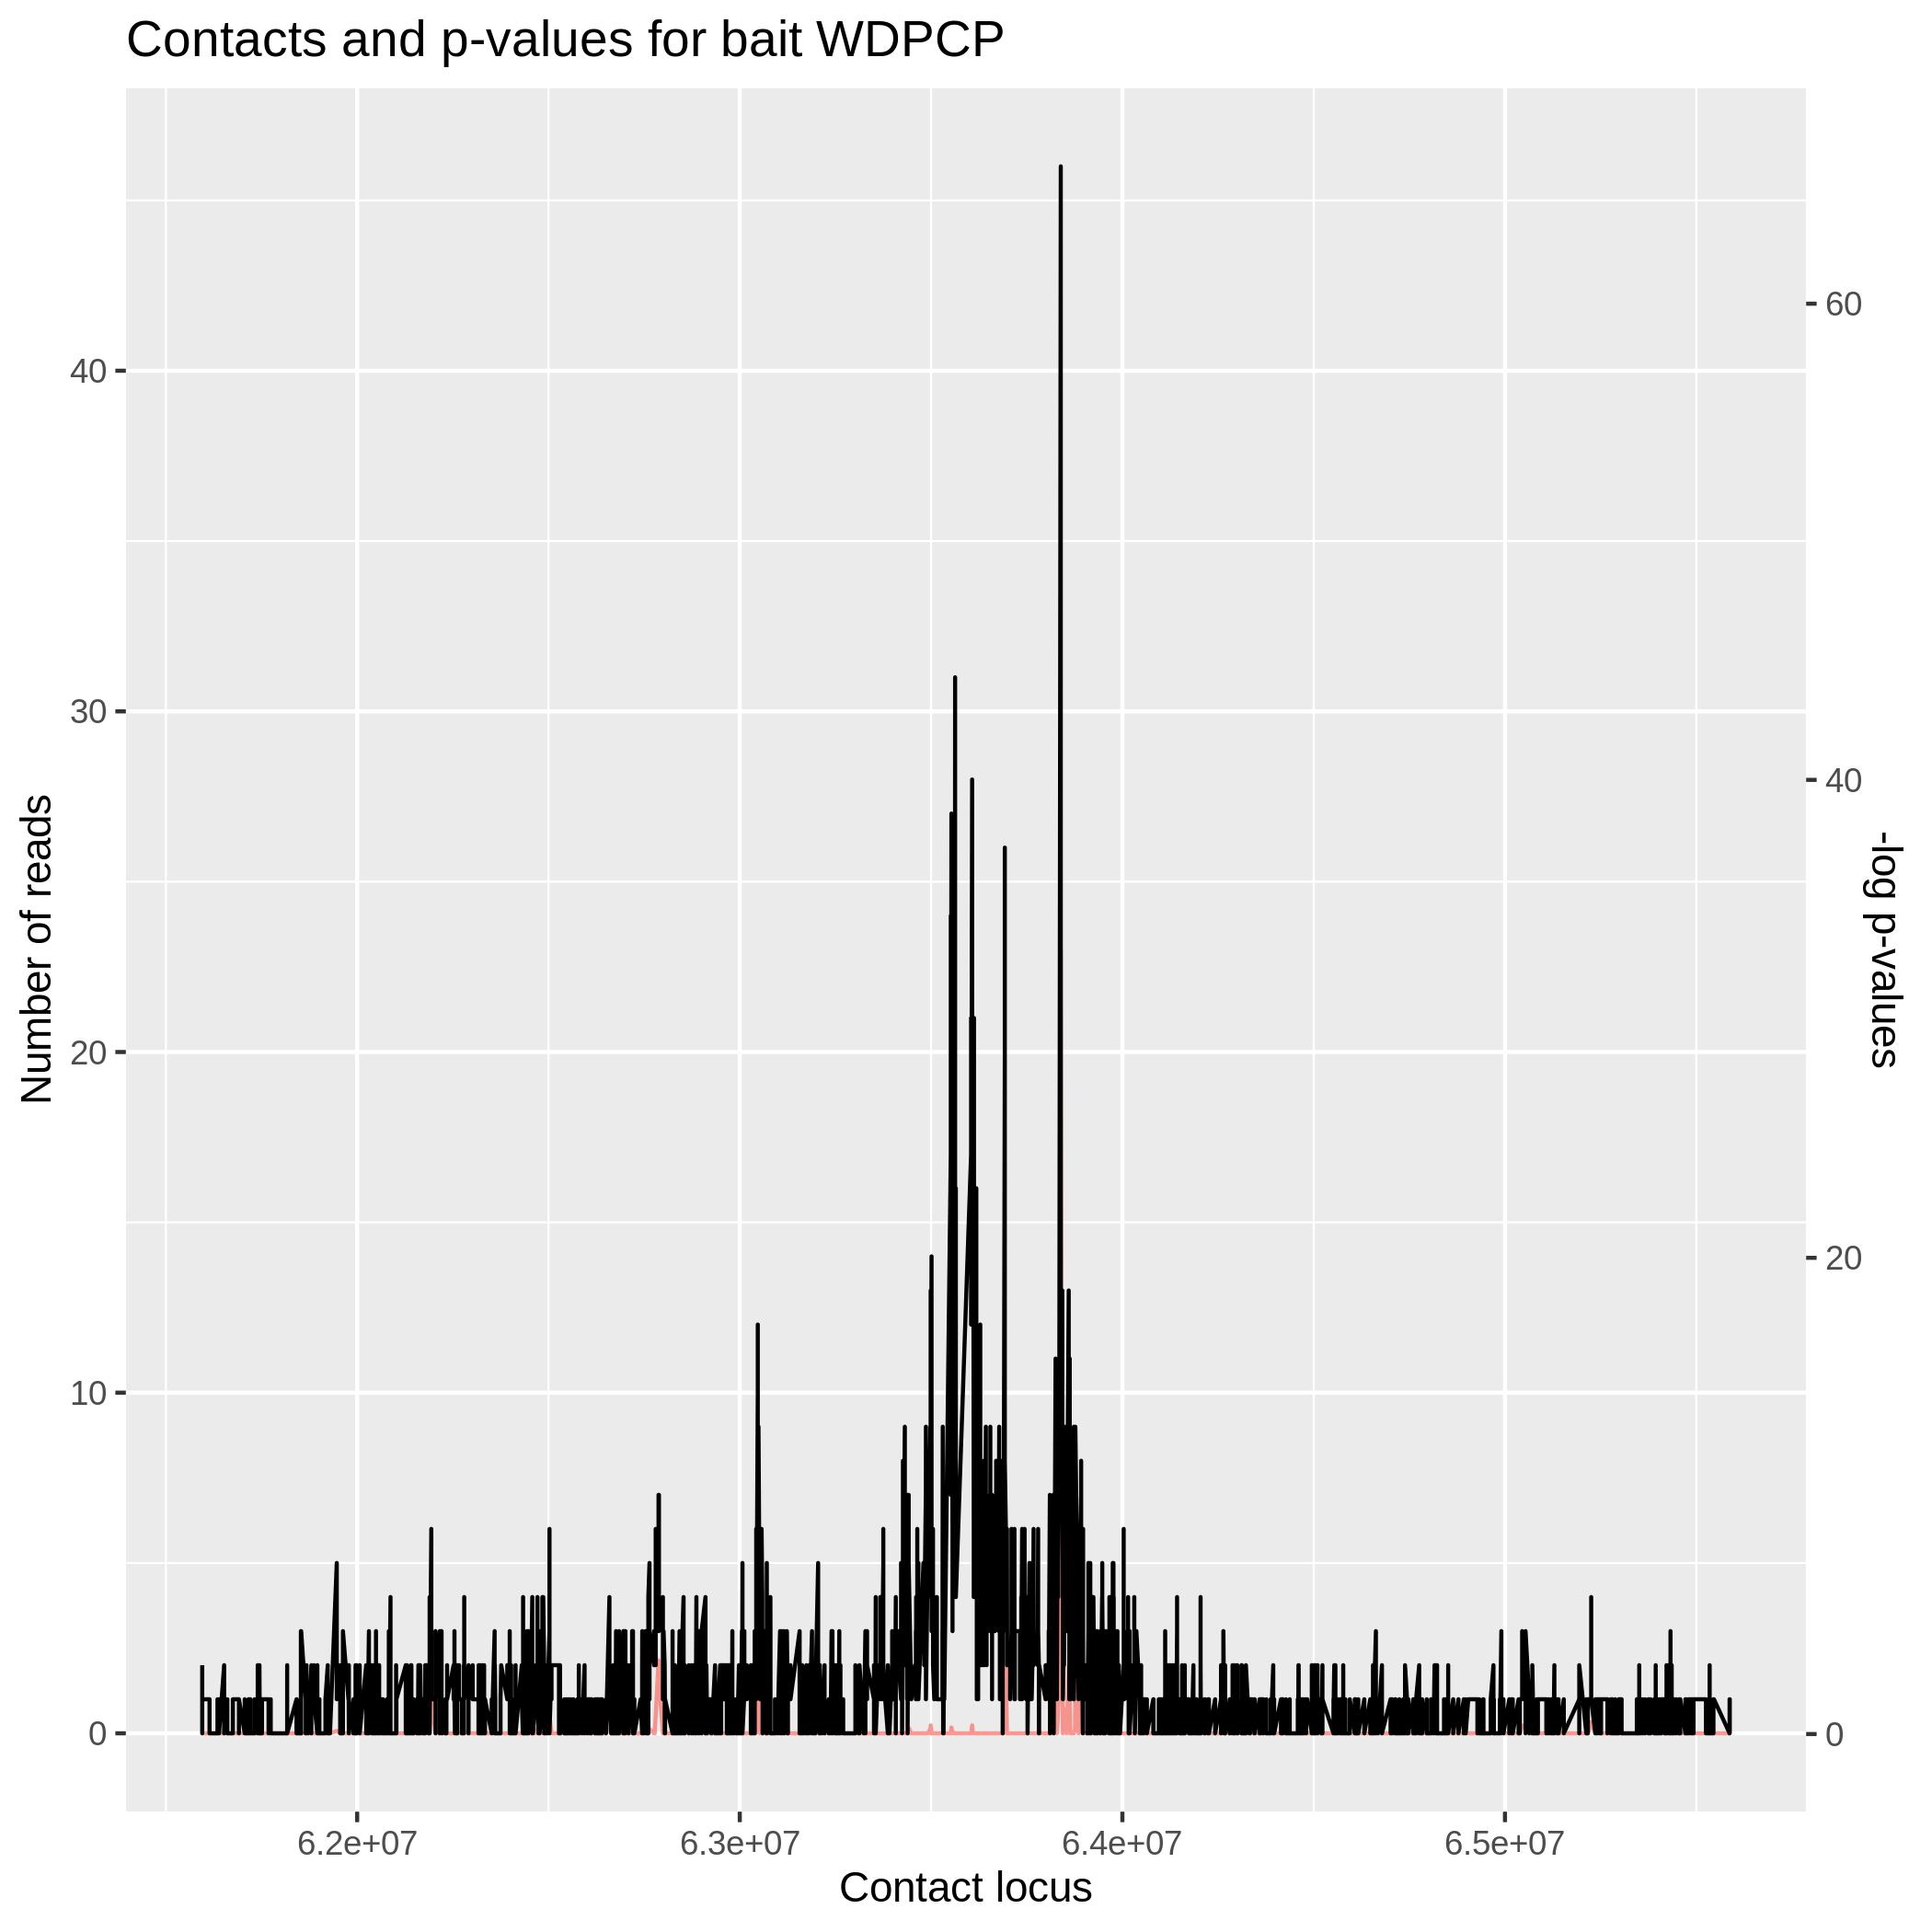 Contacts and p-values for bait WDPCP
Number of reads
40
30
20
10
0
60
40
20
0
-log p-values
6.2e+07
6.3e+07
6.4e+07
6.5e+07
Contact locus